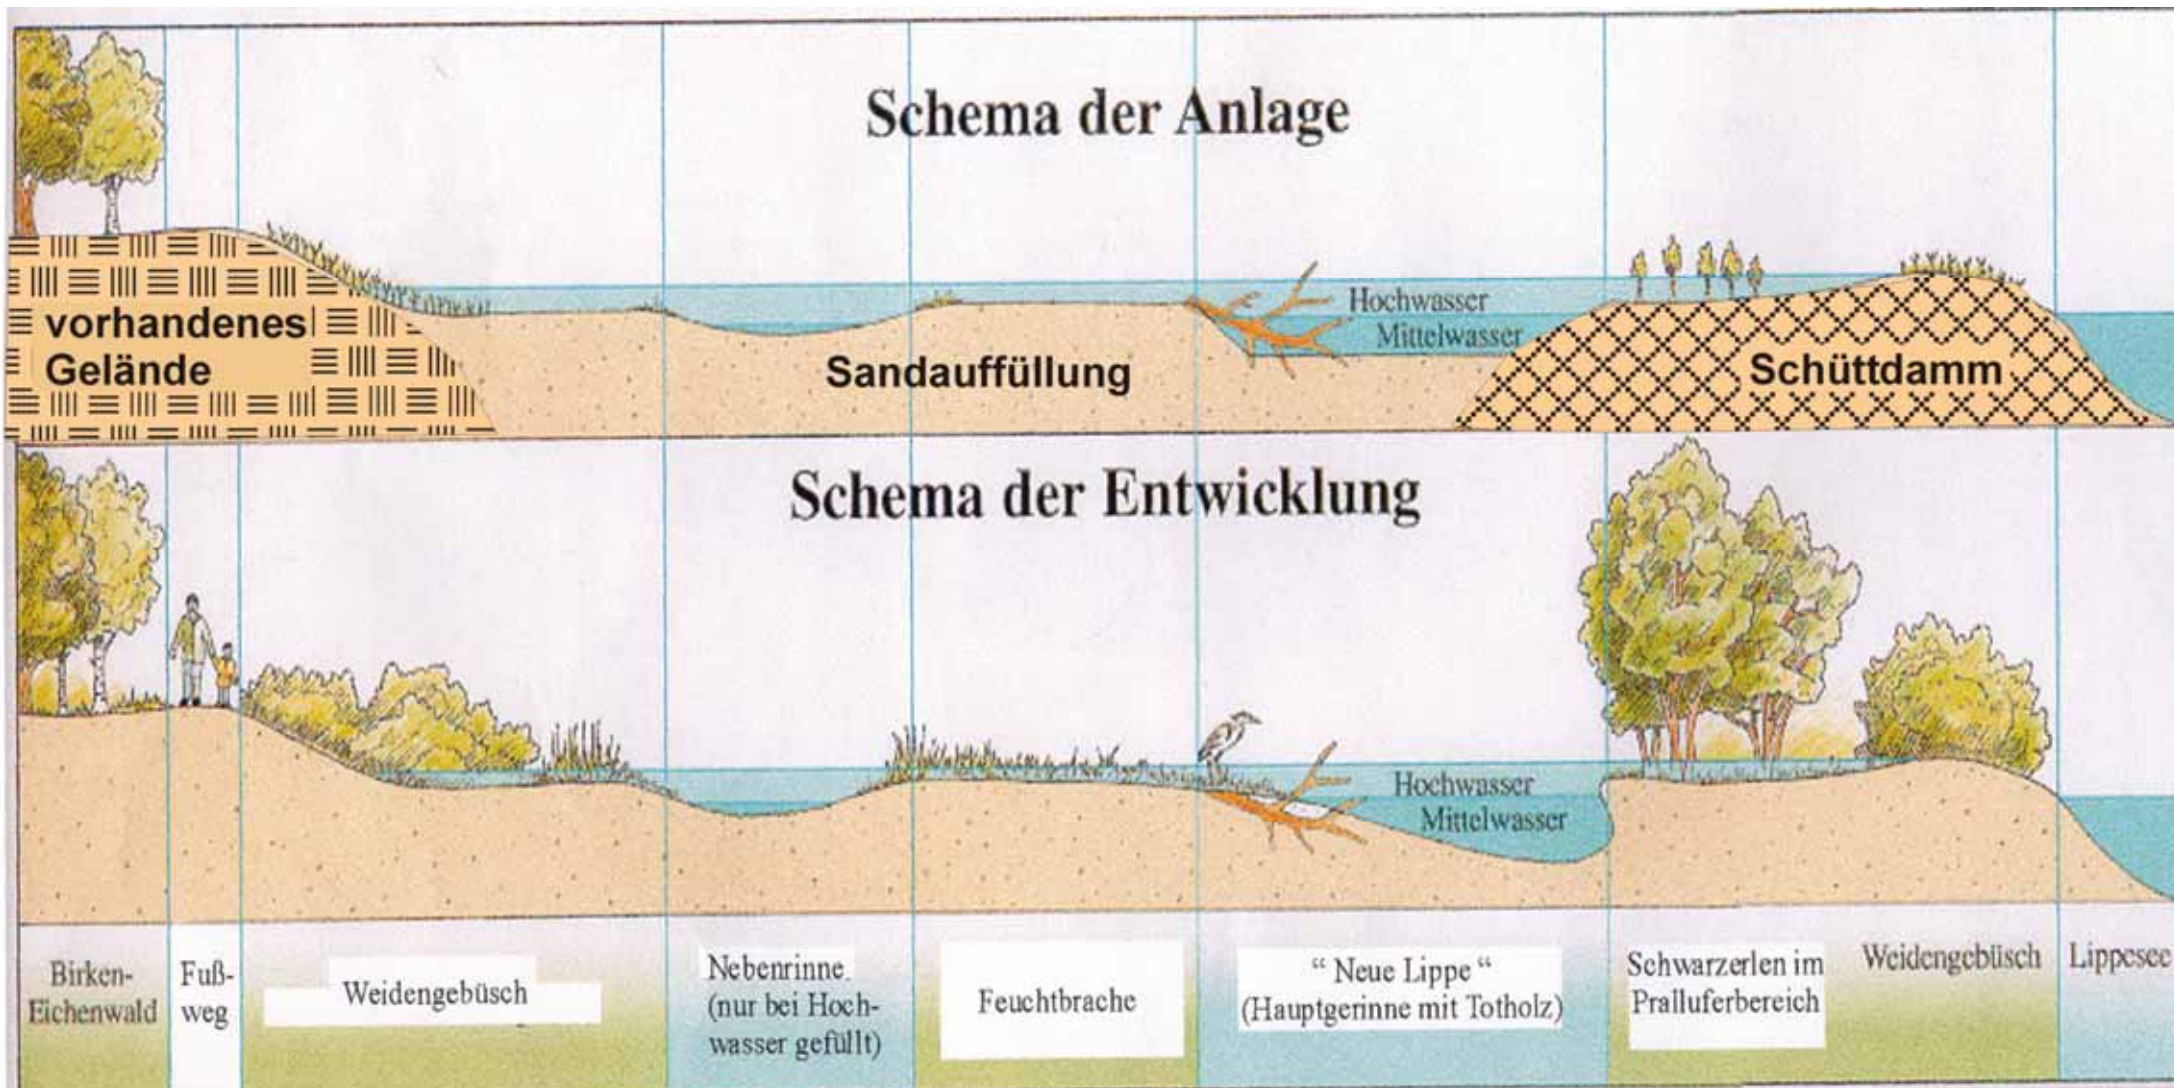 Schema der Anlage
Hochwasser
Mittelwasser
vorhandenes
Gelände
Sandauffüllung
Schüttdamm
Schema der Entwicklung
Hochwasser
Mittelwasser
Birken-
Eichenwald
Fuß-
weg
Weidengebüsch
Nebenrinne.
(nur bei Hoch-
wasser gefüllt)
Feuchtbrache
“ Neue Lippe “
(Hauptgerinne mit Totholz)
Schwarzerlen im
Pralluferbereich
Weidengebüsch
Lippesee